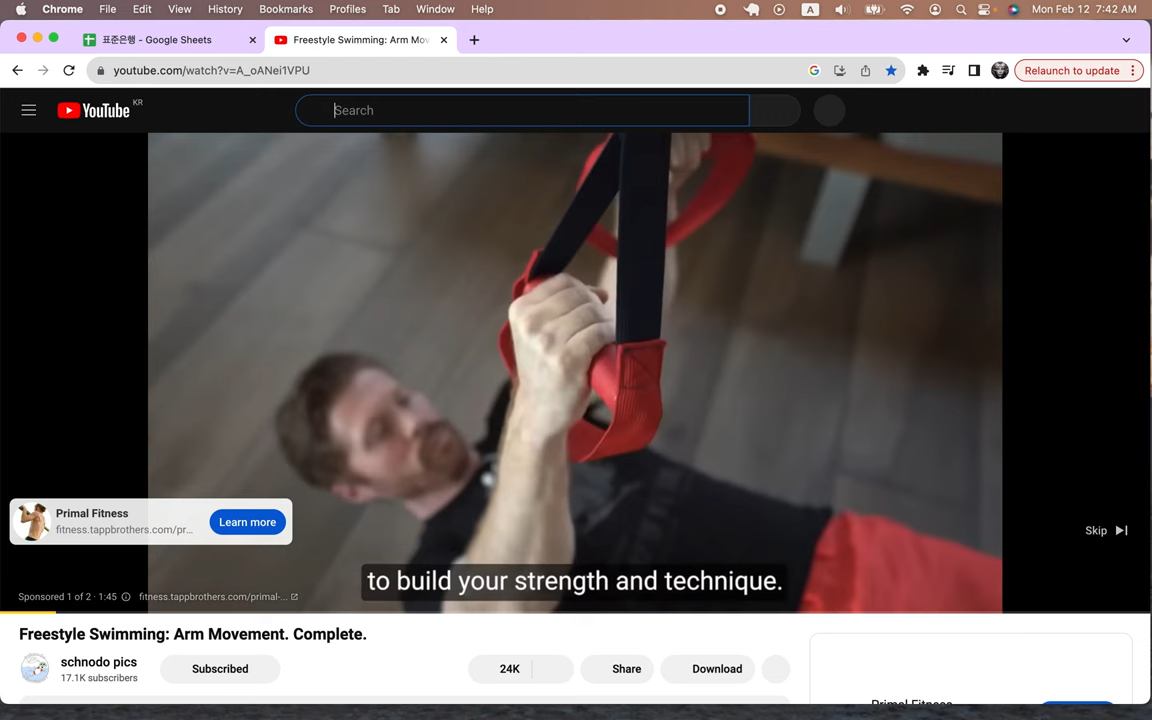 Chrome File Edit View History Bookmarks Profiles Tab Window Help A Mon Feb 12 7:42 AM
표준은행 - Google Sheets Freestyle Swimming: Arm Mov
youtube.com/watch?v=A_oANei1VPU Relaunch to update
YouTube KR Search
Primal Fitness
fitness.tappbrothers.com/pr...
Learn more
Skip
to build your strength and technique.
Sponsored 1 of 2 · 1:45 fitness.tappbrothers.com/primal-...
Freestyle Swimming: Arm Movement. Complete.
schnodo pics
17.1K subscribers
Subscribed
24K Share Download
Primal Fitness